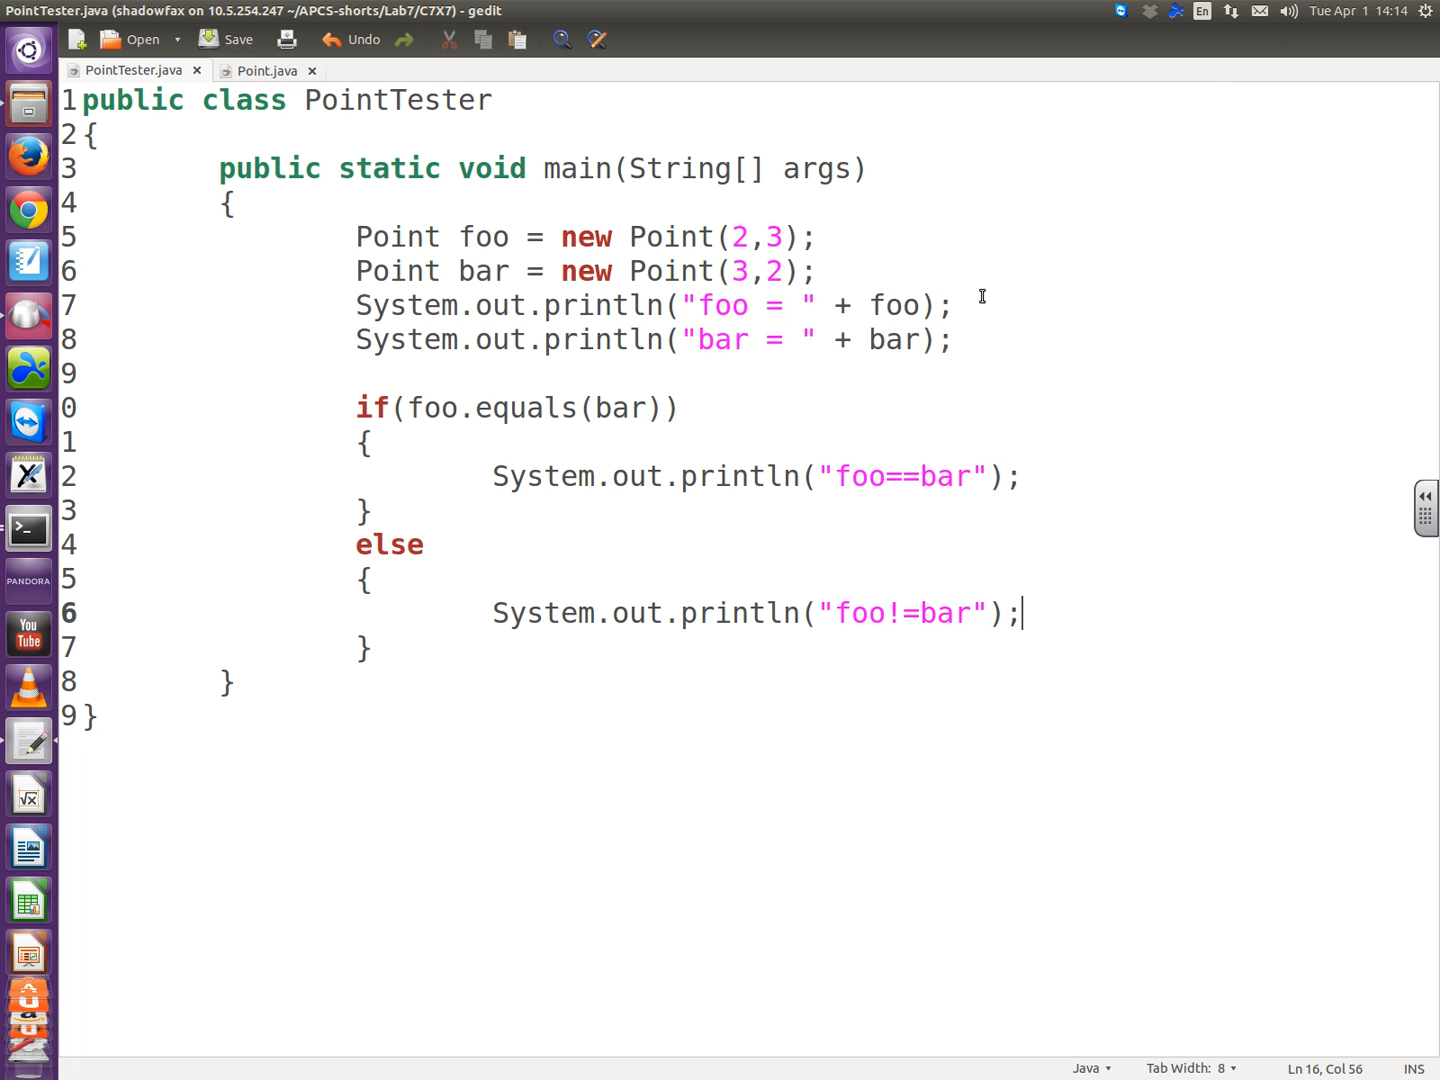 PointTester.java (shadowfax on 10.5.254.247 ~/APCS-shorts/Lab7/C7X7) - gedit
En
Tue Apr 1 14:14
Open
Save
Undo
PointTester.java ×
Point.java ×
1 public class PointTester
2 {
3 public static void main(String[] args)
4 {
5 Point foo = new Point(2,3);
6 Point bar = new Point(3,2);
7 System.out.println("foo = " + foo);
8 System.out.println("bar = " + bar);
9
0 if(foo.equals(bar))
1 {
2 System.out.println("foo==bar");
3 }
4 else
5 {
6 System.out.println("foo!=bar");
7 }
8 }
9 }
PANDORA
You
Tube
Java
Tab Width: 8
Ln 16, Col 56
INS